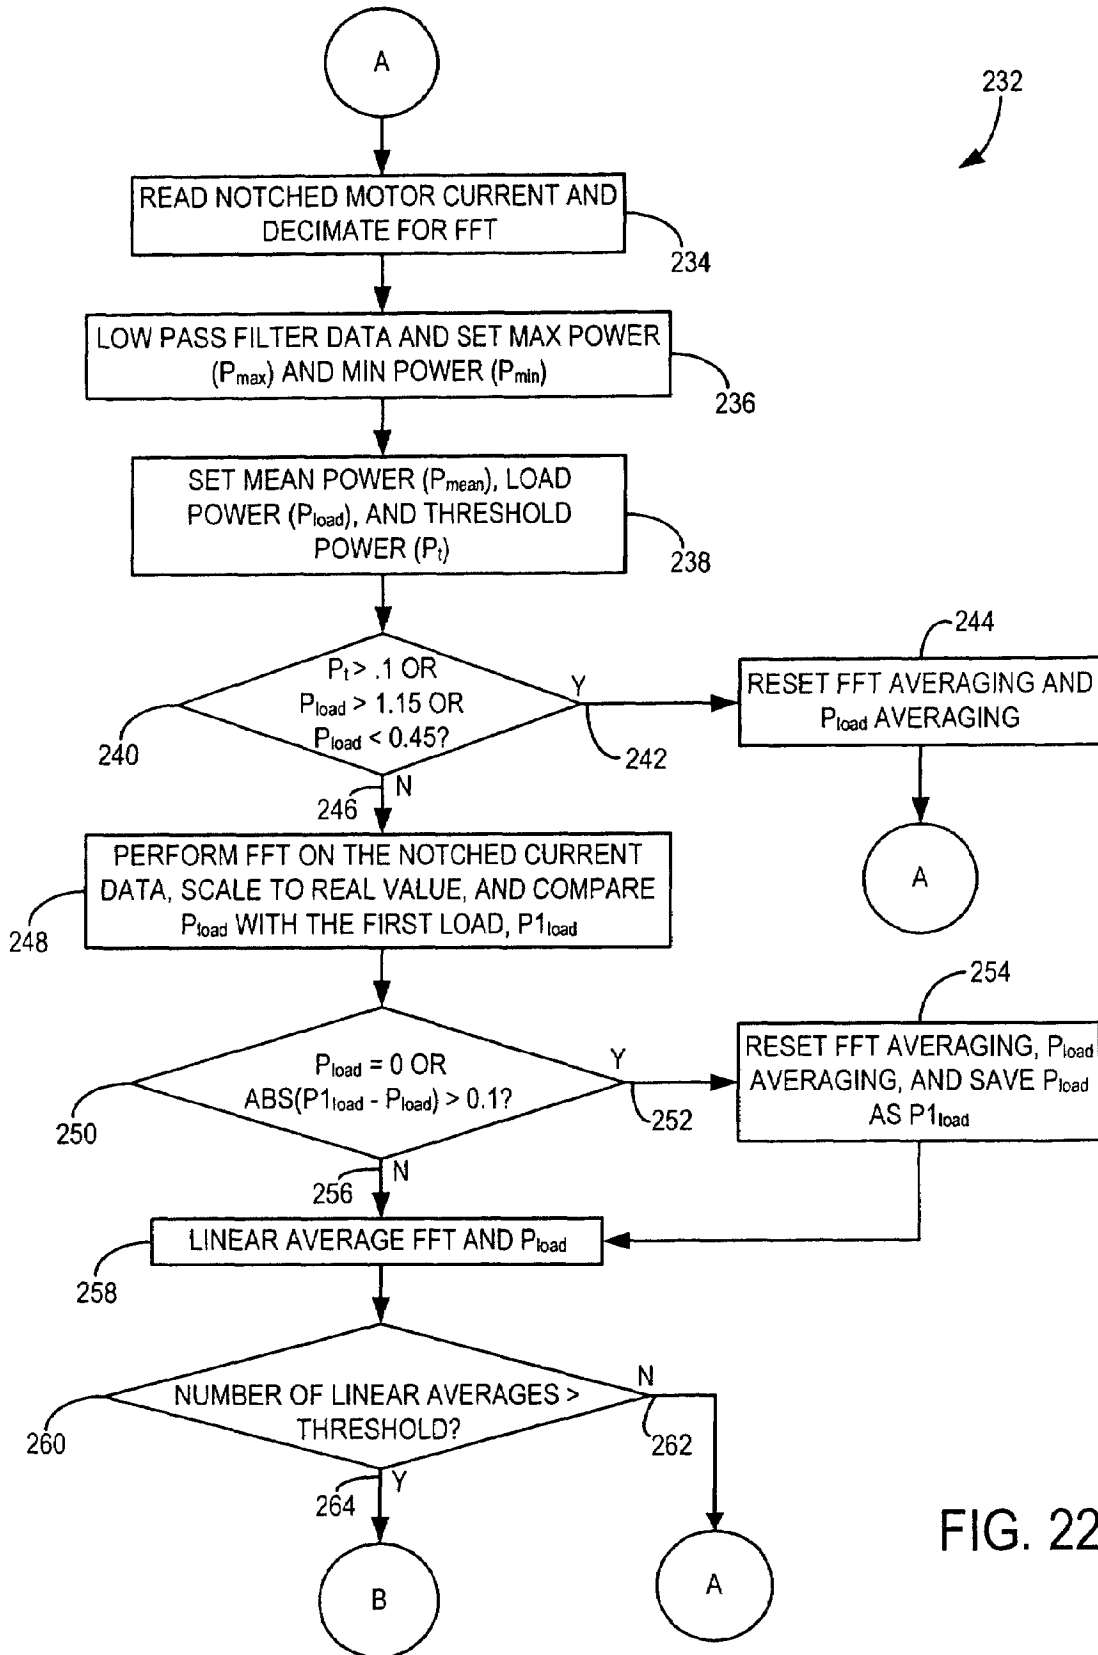 A
232
READ NOTCHED MOTOR CURRENT AND
DECIMATE FOR FFT
234
LOW PASS FILTER DATA AND SET MAX POWER
(Pmax) AND MIN POWER (Pmin)
236
SET MEAN POWER (Pmean), LOAD
POWER (Pload), AND THRESHOLD
POWER (Pt)
238
Pt > .1 OR
Pload > 1.15 OR
Pload < 0.45?
240
Y
242
244
RESET FFT AVERAGING AND
Pload AVERAGING
A
246
N
PERFORM FFT ON THE NOTCHED CURRENT
DATA, SCALE TO REAL VALUE, AND COMPARE
Pload WITH THE FIRST LOAD, P1load
248
Pload = 0 OR
ABS(P1load - Pload) > 0.1?
250
Y
252
254
RESET FFT AVERAGING, Pload
AVERAGING, AND SAVE Pload
AS P1load
256
N
LINEAR AVERAGE FFT AND Pload
258
NUMBER OF LINEAR AVERAGES >
THRESHOLD?
260
N
262
264
Y
B
A
FIG. 22